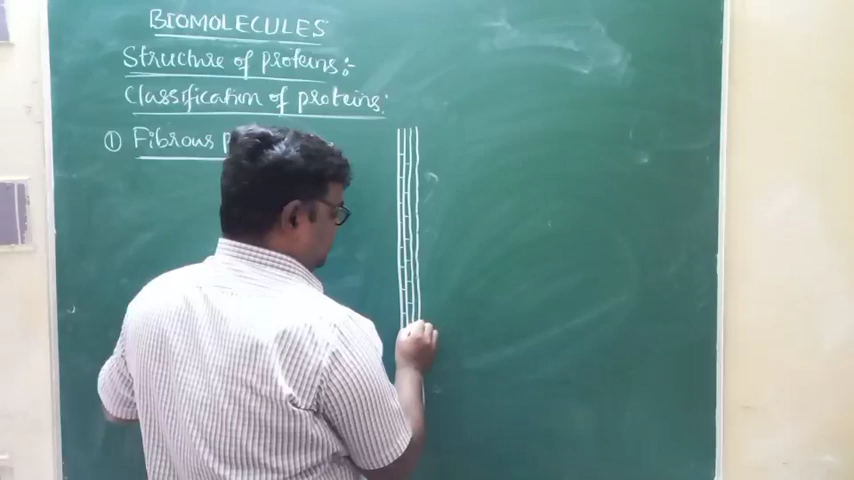 BIOMOLECULES
Structure of proteins:-
Classification of proteins:
① Fibrous